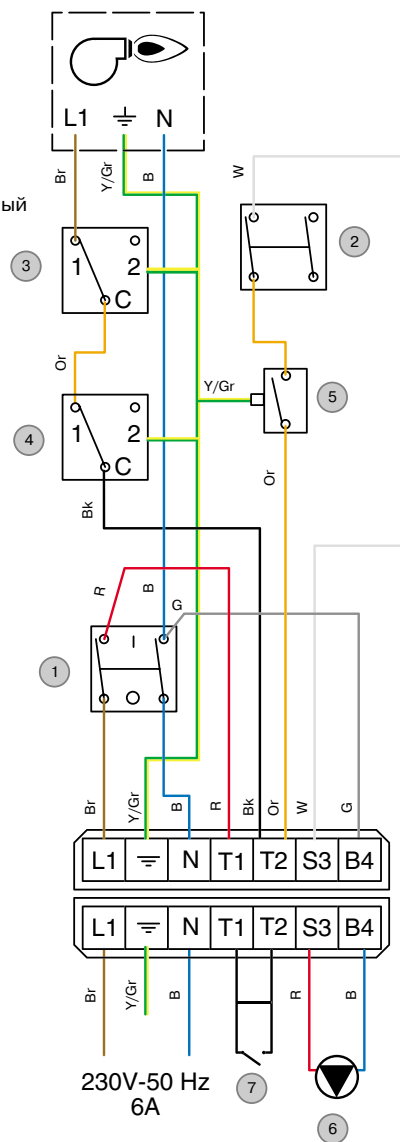 L1 N
Br
Y/Gr
B
W
ый
3
1 2
C
2
Or
Y/Gr
5
4
1 2
C
Bk
Or
R
B
G
I
1
Br
Y/Gr
B
R
Bk
Or
W
G
L1 N T1 T2 S3 B4
L1 N T1 T2 S3 B4
Br
Y/Gr
B
R
B
230V-50 Hz
6A
7
6